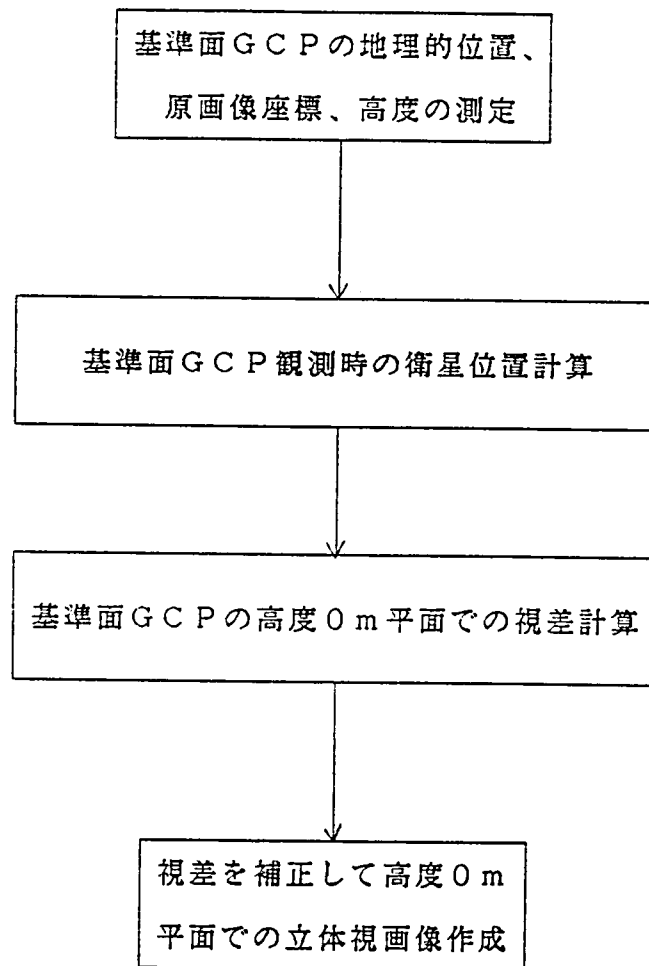 基準面ＧＣＰの地理的位置、
原画像座標、高度の測定
基準面ＧＣＰ観測時の衛星位置計算
基準面ＧＣＰの高度０ｍ平面での視差計算
視差を補正して高度０ｍ
平面での立体視画像作成